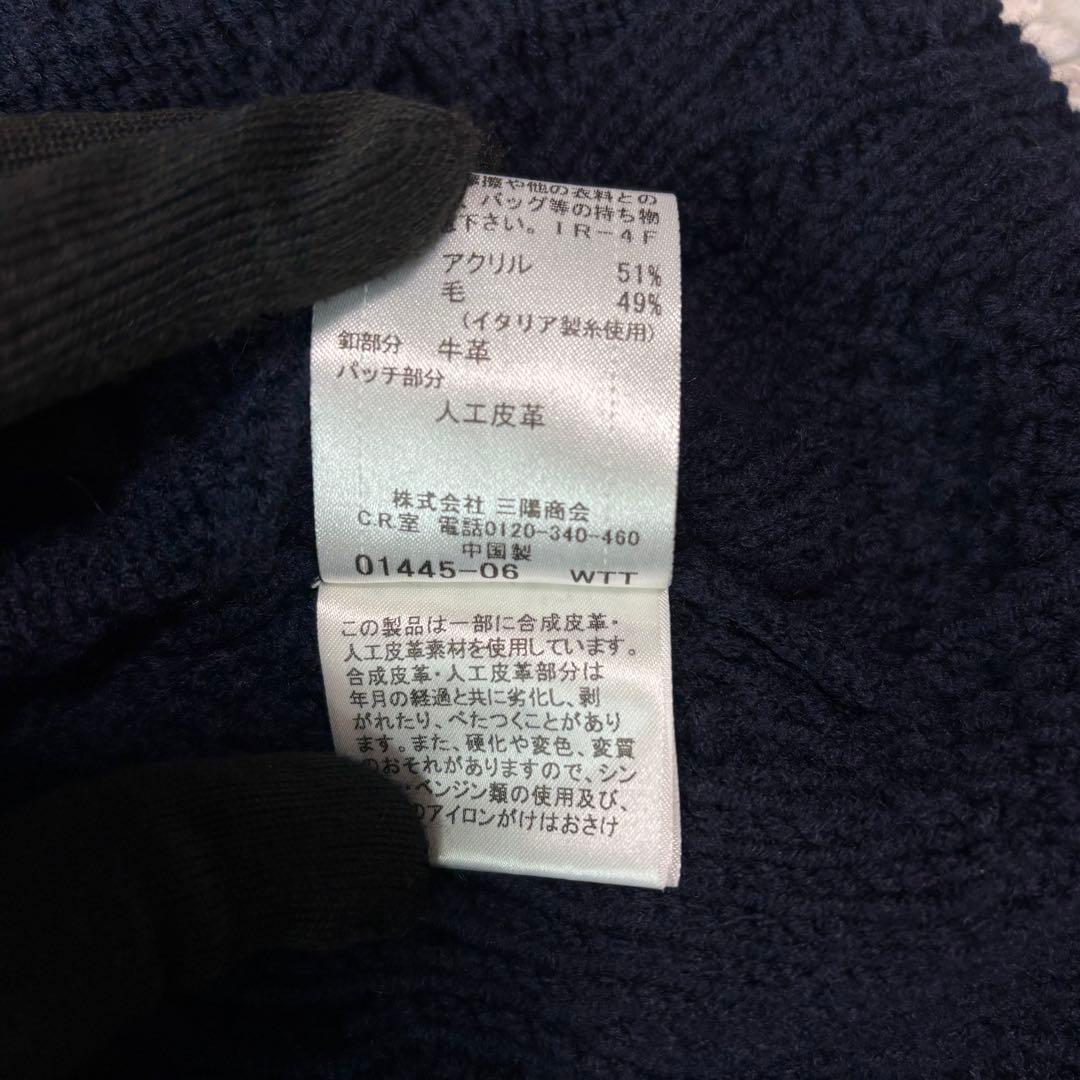 擦や他の衣料との
バッグ等の持ち物
下さい。IR-4F
アクリル 51%
毛 49%
(イタリア製糸使用)
釦部分 牛革
パッチ部分
人工皮革
株式会社 三陽商会
C.R.室 電話0120-340-460
中国製
01445-06 WTT
この製品は一部に合成皮革・
人工皮革素材を使用しています。
合成皮革・人工皮革部分は
年月の経過と共に劣化し、剥
がれたり、べたつくことがあり
ます。また、硬化や変色、変質
のおそれがありますので、シン
・ベンジン類の使用及び、
のアイロンがけはおさけ